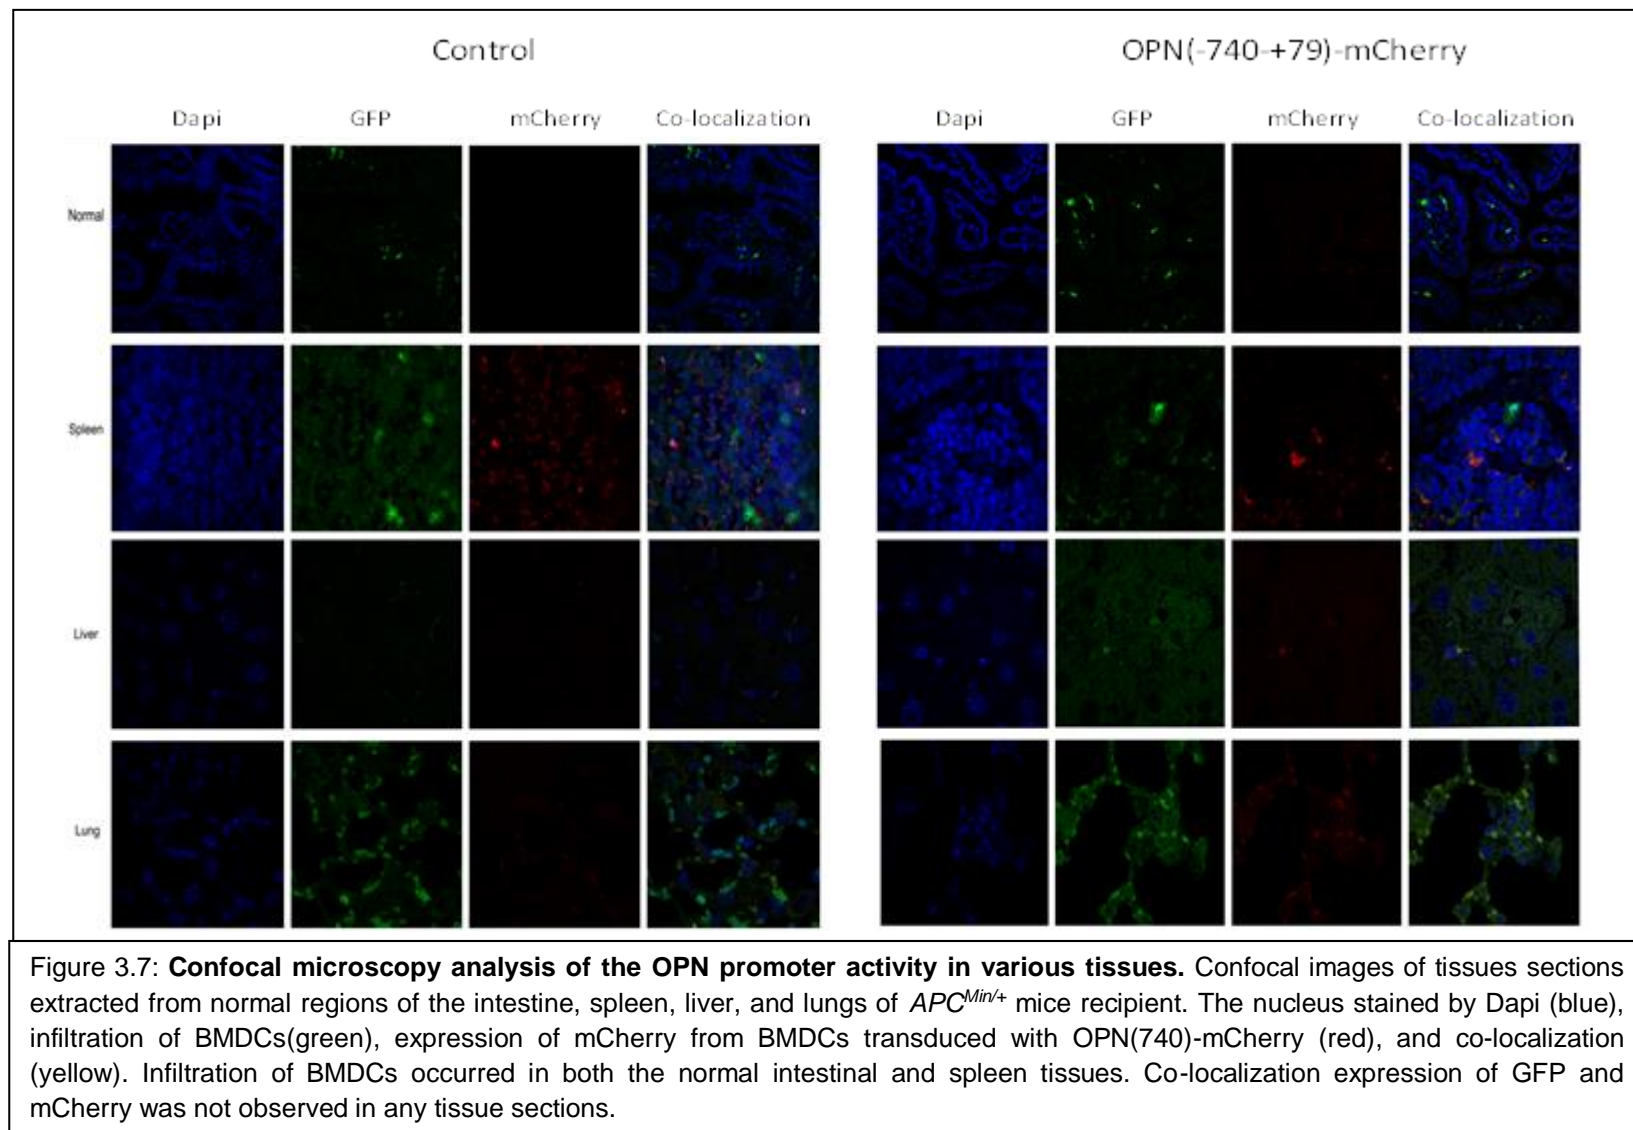 Control
OPN(-740-+79)-mCherry
Dapi GFP mCherry Co-localization
Dapi GFP mCherry Co-localization
Normal
Spleen
Liver
Lung
Figure 3.7: Confocal microscopy analysis of the OPN promoter activity in various tissues. Confocal images of tissues sections
extracted from normal regions of the intestine, spleen, liver, and lungs of APC^Min/+ mice recipient. The nucleus stained by Dapi (blue),
infiltration of BMDCs(green), expression of mCherry from BMDCs transduced with OPN(740)-mCherry (red), and co-localization
(yellow). Infiltration of BMDCs occurred in both the normal intestinal and spleen tissues. Co-localization expression of GFP and
mCherry was not observed in any tissue sections.